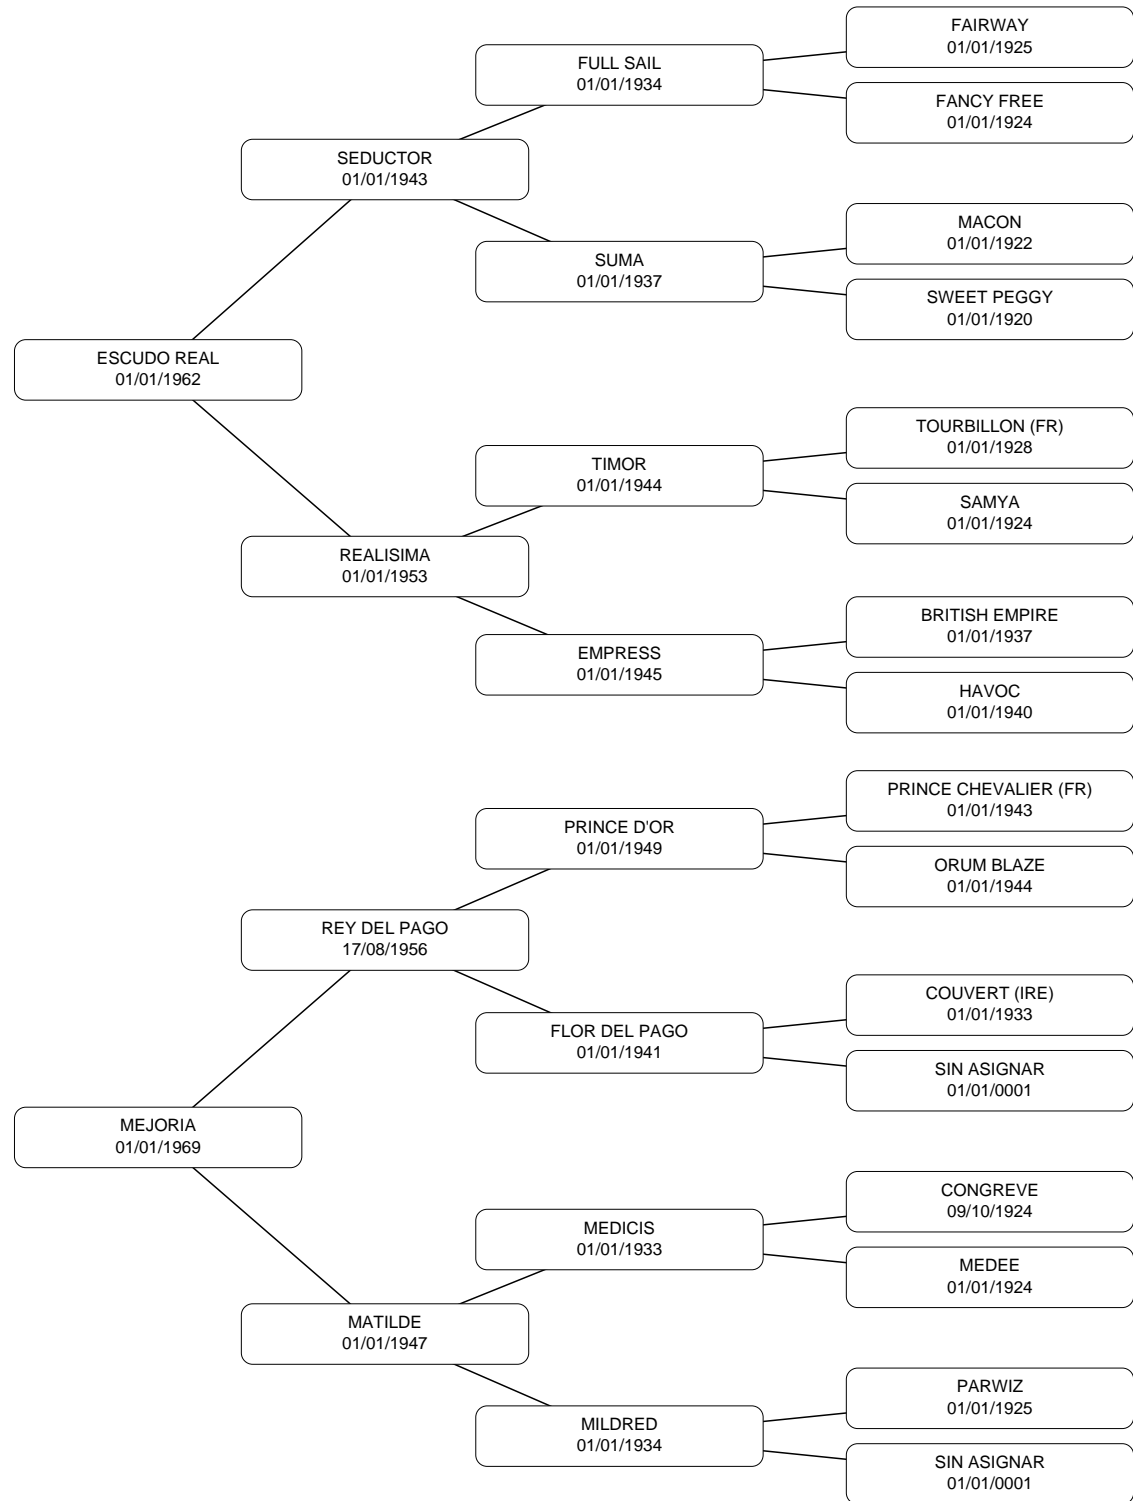 FAIRWAY
01/01/1925
FULL SAIL
01/01/1934
FANCY FREE
01/01/1924
SEDUCTOR
01/01/1943
MACON
01/01/1922
SUMA
01/01/1937
SWEET PEGGY
01/01/1920
ESCUDO REAL
01/01/1962
TOURBILLON (FR)
01/01/1928
TIMOR
01/01/1944
SAMYA
01/01/1924
REALISIMA
01/01/1953
BRITISH EMPIRE
01/01/1937
EMPRESS
01/01/1945
HAVOC
01/01/1940
PRINCE CHEVALIER (FR)
01/01/1943
PRINCE D'OR
01/01/1949
ORUM BLAZE
01/01/1944
REY DEL PAGO
17/08/1956
COUVERT (IRE)
01/01/1933
FLOR DEL PAGO
01/01/1941
SIN ASIGNAR
01/01/0001
MEJORIA
01/01/1969
CONGREVE
09/10/1924
MEDICIS
01/01/1933
MEDEE
01/01/1924
MATILDE
01/01/1947
PARWIZ
01/01/1925
MILDRED
01/01/1934
SIN ASIGNAR
01/01/0001